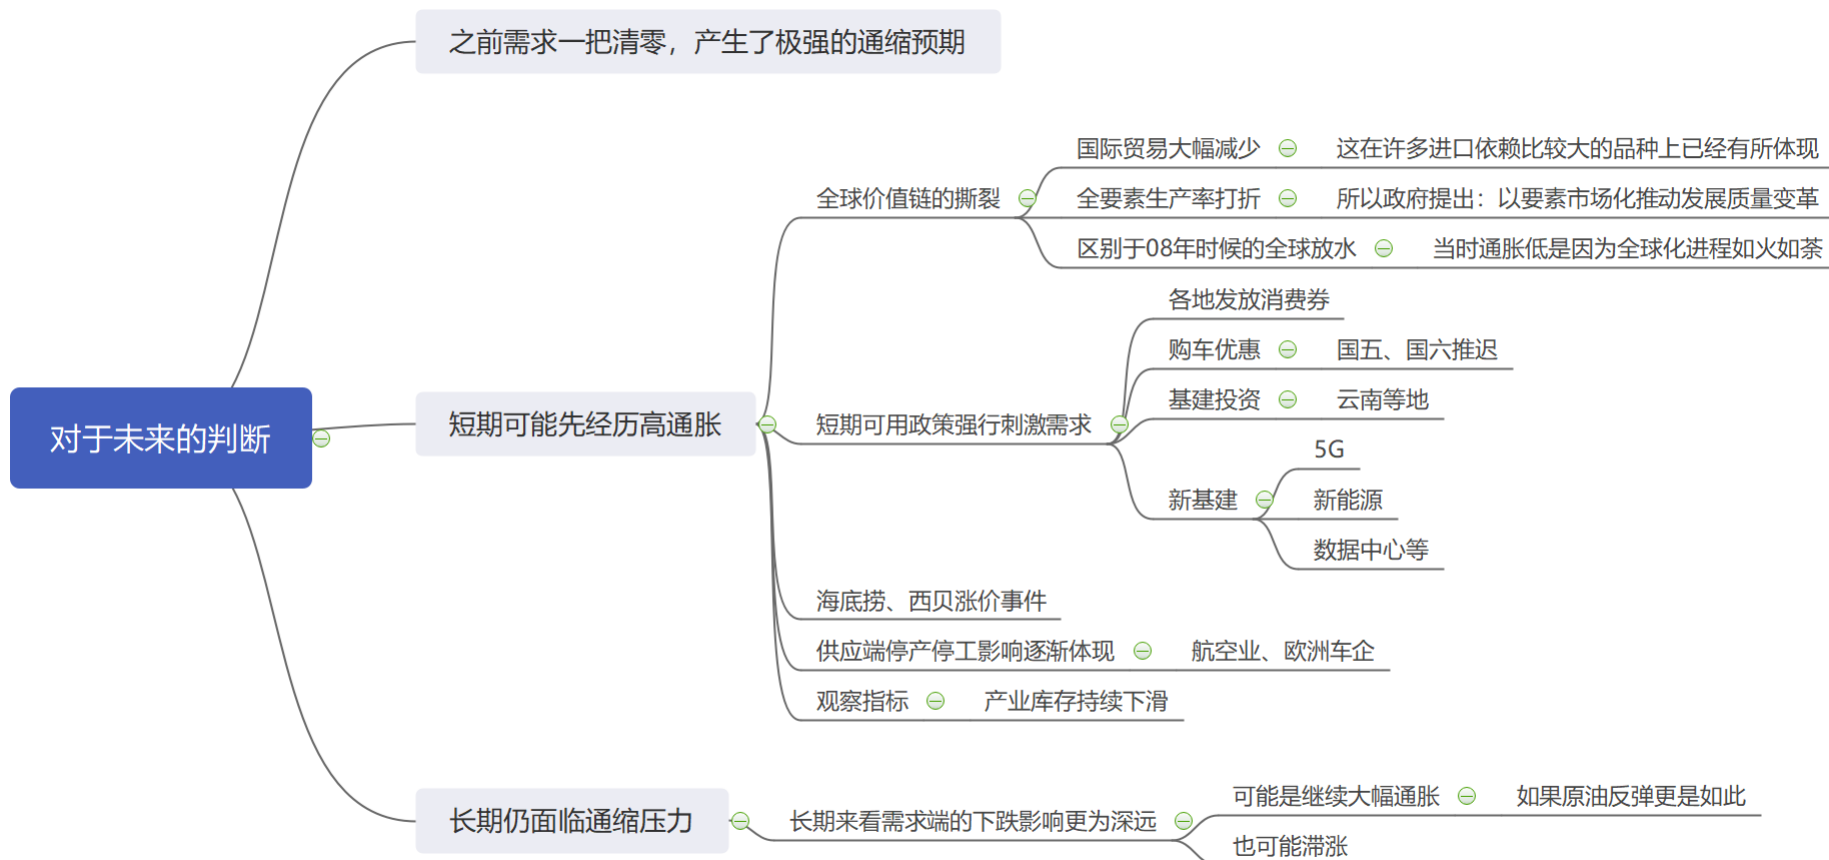 之前需求一把清零，产生了极强的通缩预期
国际贸易大幅减少
这在许多进口依赖比较大的品种上已经有所体现
全球价值链的撕裂
全要素生产率打折
所以政府提出：以要素市场化推动发展质量变革
区别于08年时候的全球放水
当时通胀低是因为全球化进程如火如荼
各地发放消费券
购车优惠
国五、国六推迟
基建投资
云南等地
对于未来的判断
短期可能先经历高通胀
短期可用政策强行刺激需求
5G
新基建
新能源
数据中心等
海底捞、西贝涨价事件
供应端停产停工影响逐渐体现
航空业、欧洲车企
观察指标
产业库存持续下滑
长期仍面临通缩压力
长期来看需求端的下跌影响更为深远
可能是继续大幅通胀
如果原油反弹更是如此
也可能滞涨